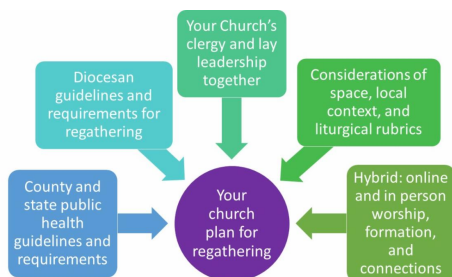 Your Church's
clergy and lay
leadership
together
Diocesan
guidelines and
requirements for
regathering
Considerations of
space, local
context, and
liturgical rubrics
County and
state public
health
guidelines and
requirements
Your
church
plan for
regathering
Hybrid: online
and in person
worship,
formation,
and
connections